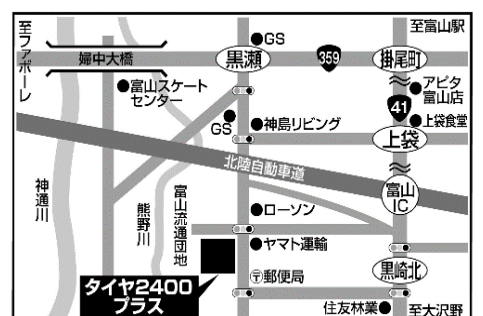 至ファボーレ
婦中大橋
GS
黒瀬
359
至富山駅
掛尾町
富山スケート
センター
アピタ
富山店
41
GS
神島リビング
上袋食堂
上袋
北陸自動車道
神通川
熊野川
富山流通団地
富山
IC
ローソン
ヤマト運輸
〒郵便局
黒崎北
タイヤ2400
プラス
住友林業
至大沢野